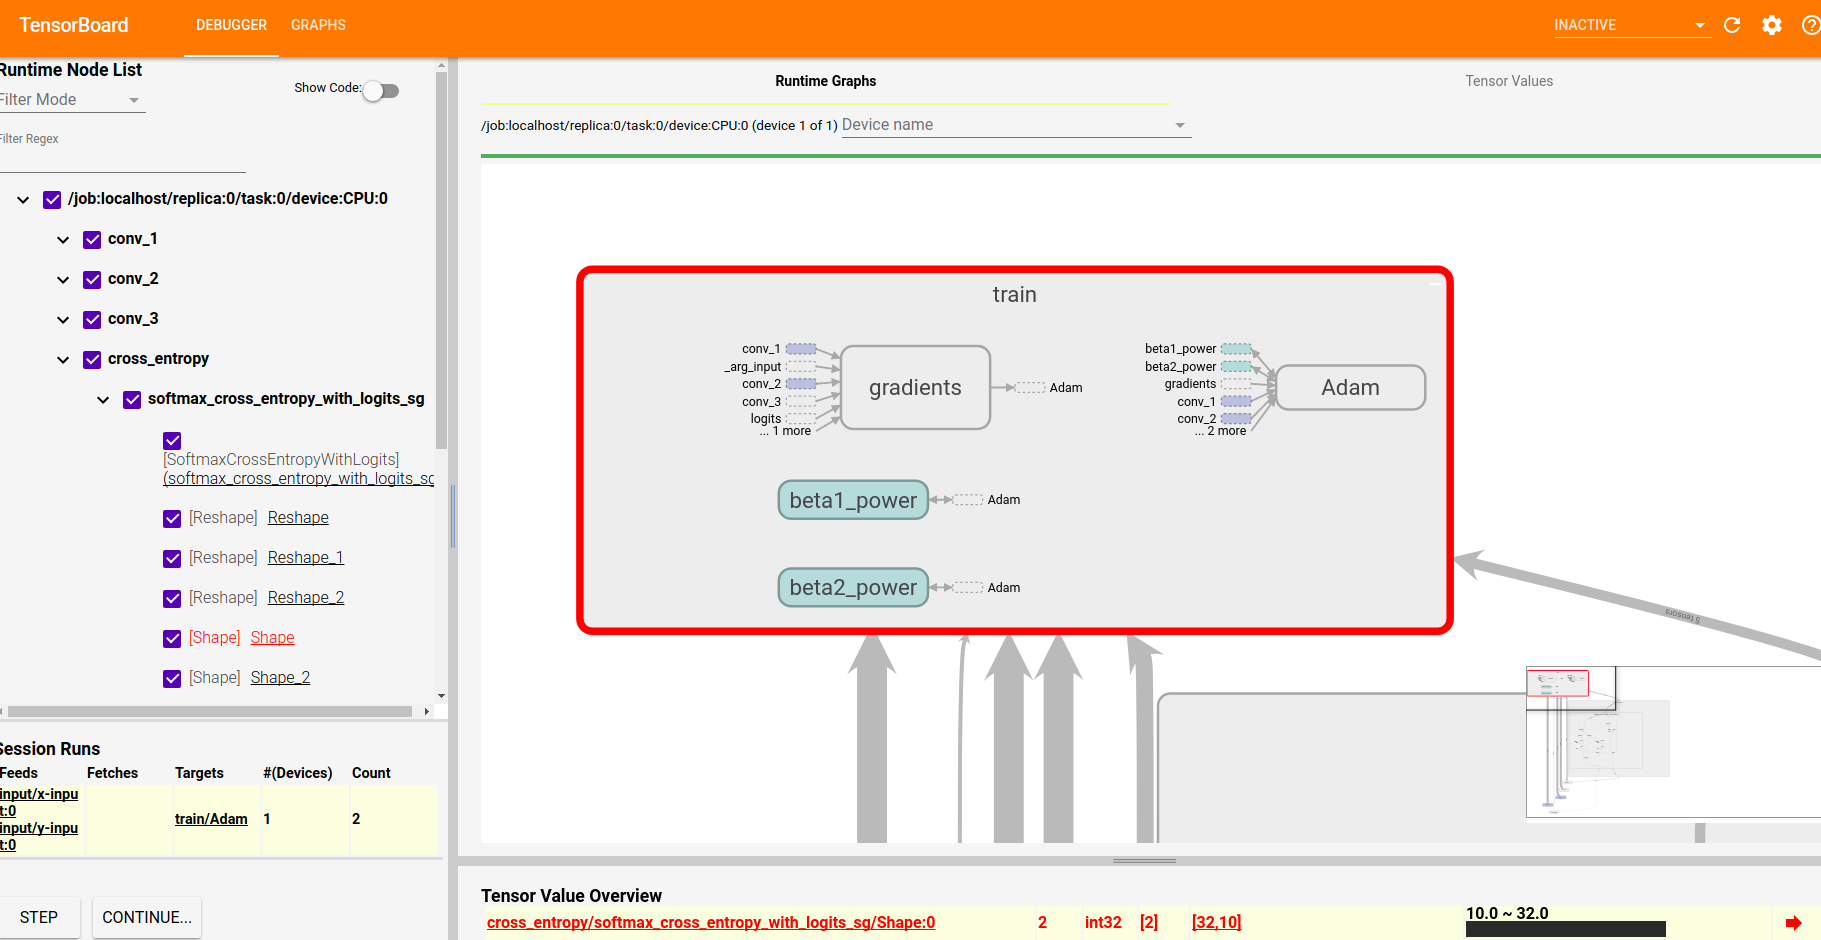 TensorBoard
DEBUGGER
GRAPHS
INACTIVE
Runtime Node List
Show Code:
Filter Mode
Filter Regex
/job:localhost/replica:0/task:0/device:CPU:0
conv_1
conv_2
conv_3
cross_entropy
softmax_cross_entropy_with_logits_sg
[SoftmaxCrossEntropyWithLogits]
(softmax_cross_entropy_with_logits_sg
[Reshape] Reshape
[Reshape] Reshape_1
[Reshape] Reshape_2
[Shape] Shape
[Shape] Shape_2
Session Runs
Feeds Fetches Targets #(Devices) Count
input/x-inpu
t:0
input/y-inpu
t:0
train/Adam 1 2
STEP
CONTINUE...
Runtime Graphs
Tensor Values
/job:localhost/replica:0/task:0/device:CPU:0 (device 1 of 1) Device name
train
conv_1
_arg_input
conv_2
conv_3
logits
... 1 more
gradients
Adam
beta1_power
beta2_power
gradients
conv_1
conv_2
... 2 more
Adam
beta1_power
Adam
beta2_power
Adam
5 tensors
Tensor Value Overview
cross_entropy/softmax_cross_entropy_with_logits_sg/Shape:0 2 int32 [2] [32,10]
10.0 ~ 32.0